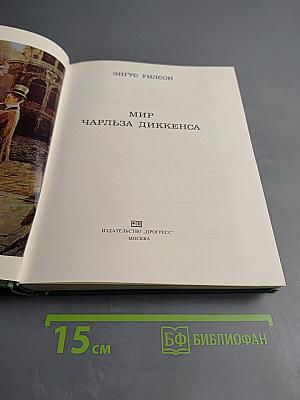 ЭНГУС УИЛСОН
МИР
ЧАРЛЬЗА ДИККЕНСА
ИЗДАТЕЛЬСТВО „ПРОГРЕСС"
МОСКВА
15 СМ
БФ БИБЛИОФАН